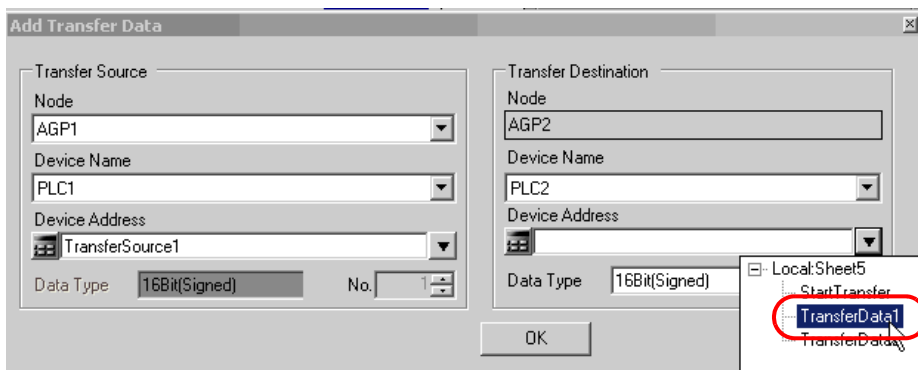 Add Transfer Data
Transfer Source
Node
AGP1
Device Name
PLC1
Device Address
TransferSource1
Data Type 16Bit(Signed) No. 1
Transfer Destination
Node
AGP2
Device Name
PLC2
Device Address
Data Type 16Bit(Signed)
Local:Sheet5
StartTransfer
TransferData1
OK